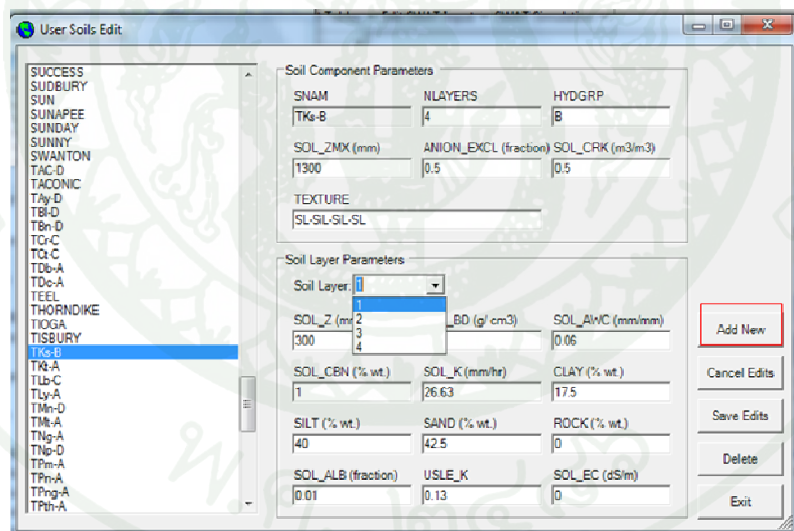 User Soils Edit
SUCCESS
SUDBURY
SUN
SUNAPEE
SUNDAY
SUNNY
SWANTON
TAC-D
TACONIC
TAy-D
TBl-D
TBn-D
TCr-C
TCt-C
TDb-A
TDc-A
TEEL
THORNDIKE
TIOGA
TISBURY
TKs-B
TKt-A
TLb-C
TLy-A
TMn-D
TMt-A
TNg-A
TNp-D
TPm-A
TPn-A
TPng-A
TPth-A
Soil Component Parameters
SNAM NLAYERS HYDGRP
TKs-B 4 B
SOL_ZMX (mm) ANION_EXCL (fraction) SOL_CRK (m3/m3)
1300 0.5 0.5
TEXTURE
SL-SIL-SIL-SL
Soil Layer Parameters
Soil Layer: 1
1
2
3
4
SOL_Z (m _BD (g/ cm3) SOL_AWC (mm/mm)
300 0.06
SOL_CBN (% wt.) SOL_K (mm/hr) CLAY (% wt.)
1 26.63 17.5
SILT (% wt.) SAND (% wt.) ROCK (% wt.)
40 42.5 0
SOL_ALB (fraction) USLE_K SOL_EC (dS/m)
0.01 0.13 0
Add New
Cancel Edits
Save Edits
Delete
Exit